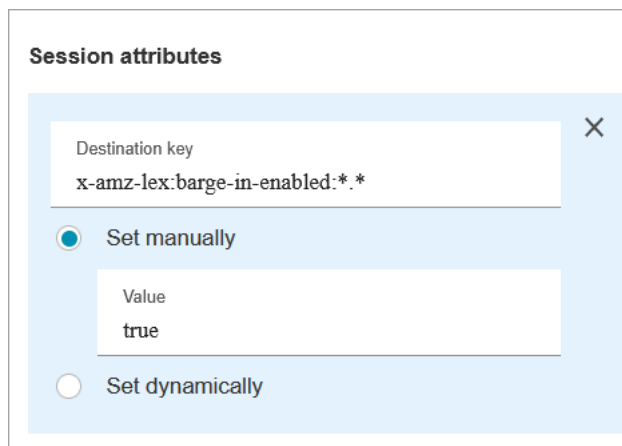 Session attributes
Destination key
x-amz-lex:barge-in-enabled:*.*
Set manually
Value
true
Set dynamically